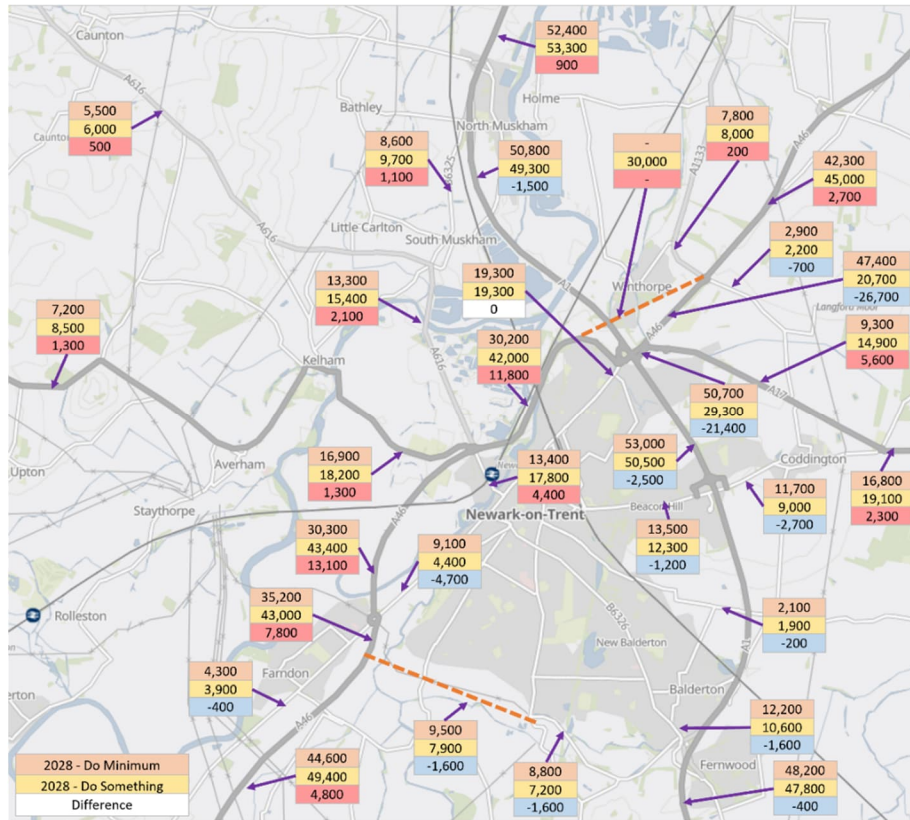 52,400
53,300
900
Caunton
A616
5,500
6,000
500
Caunt
Bathley
Holme
North Muskham
8,600
9,700
1,100
B6325
50,800
49,300
-1,500
-
30,000
-
7,800
8,000
200
A1133
A46
42,300
45,000
2,700
Little Carlton
A616
South Muskham
2,900
2,200
-700
47,400
20,700
-26,700
13,300
15,400
2,100
19,300
19,300
0
A1
Winthorpe
A46
Langford Moor
7,200
8,500
1,300
A616
30,200
42,000
11,800
9,300
14,900
5,600
Kelham
50,700
29,300
-21,400
A17
Upton
Averham
16,900
18,200
1,300
13,400
17,800
4,400
53,000
50,500
-2,500
Coddington
16,800
19,100
2,300
Staythorpe
A46
Newark-on-Trent
Beacon Hill
11,700
9,000
-2,700
30,300
43,400
13,100
9,100
4,400
-4,700
13,500
12,300
-1,200
Rolleston
35,200
43,000
7,800
B6326
2,100
1,900
-200
New Balderton
A1
Farndon
4,300
3,900
-400
erton
Balderton
A46
9,500
7,900
-1,600
12,200
10,600
-1,600
44,600
49,400
4,800
8,800
7,200
-1,600
Fernwood
48,200
47,800
-400
2028 - Do Minimum
2028 - Do Something
Difference